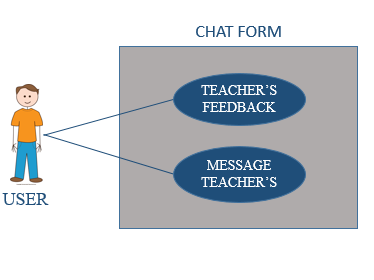 CHAT FORM
TEACHER'S
FEEDBACK
MESSAGE
TEACHER'S
USER